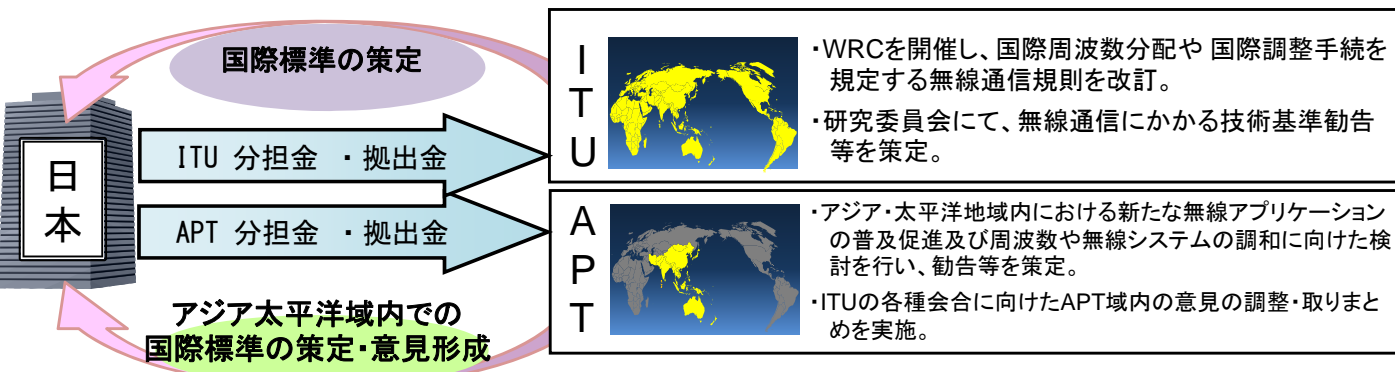 国際標準の策定
日本
ITU 分担金 ・拠出金
APT 分担金 ・拠出金
アジア太平洋域内での
国際標準の策定・意見形成
ITU
・WRCを開催し、国際周波数分配や 国際調整手続を
規定する無線通信規則を改訂。
・研究委員会にて、無線通信にかかる技術基準勧告
等を策定。
APT
・アジア・太平洋地域内における新たな無線アプリケーション
の普及促進及び周波数や無線システムの調和に向けた検
討を行い、勧告等を策定。
・ITUの各種会合に向けたAPT域内の意見の調整・取りまと
めを実施。